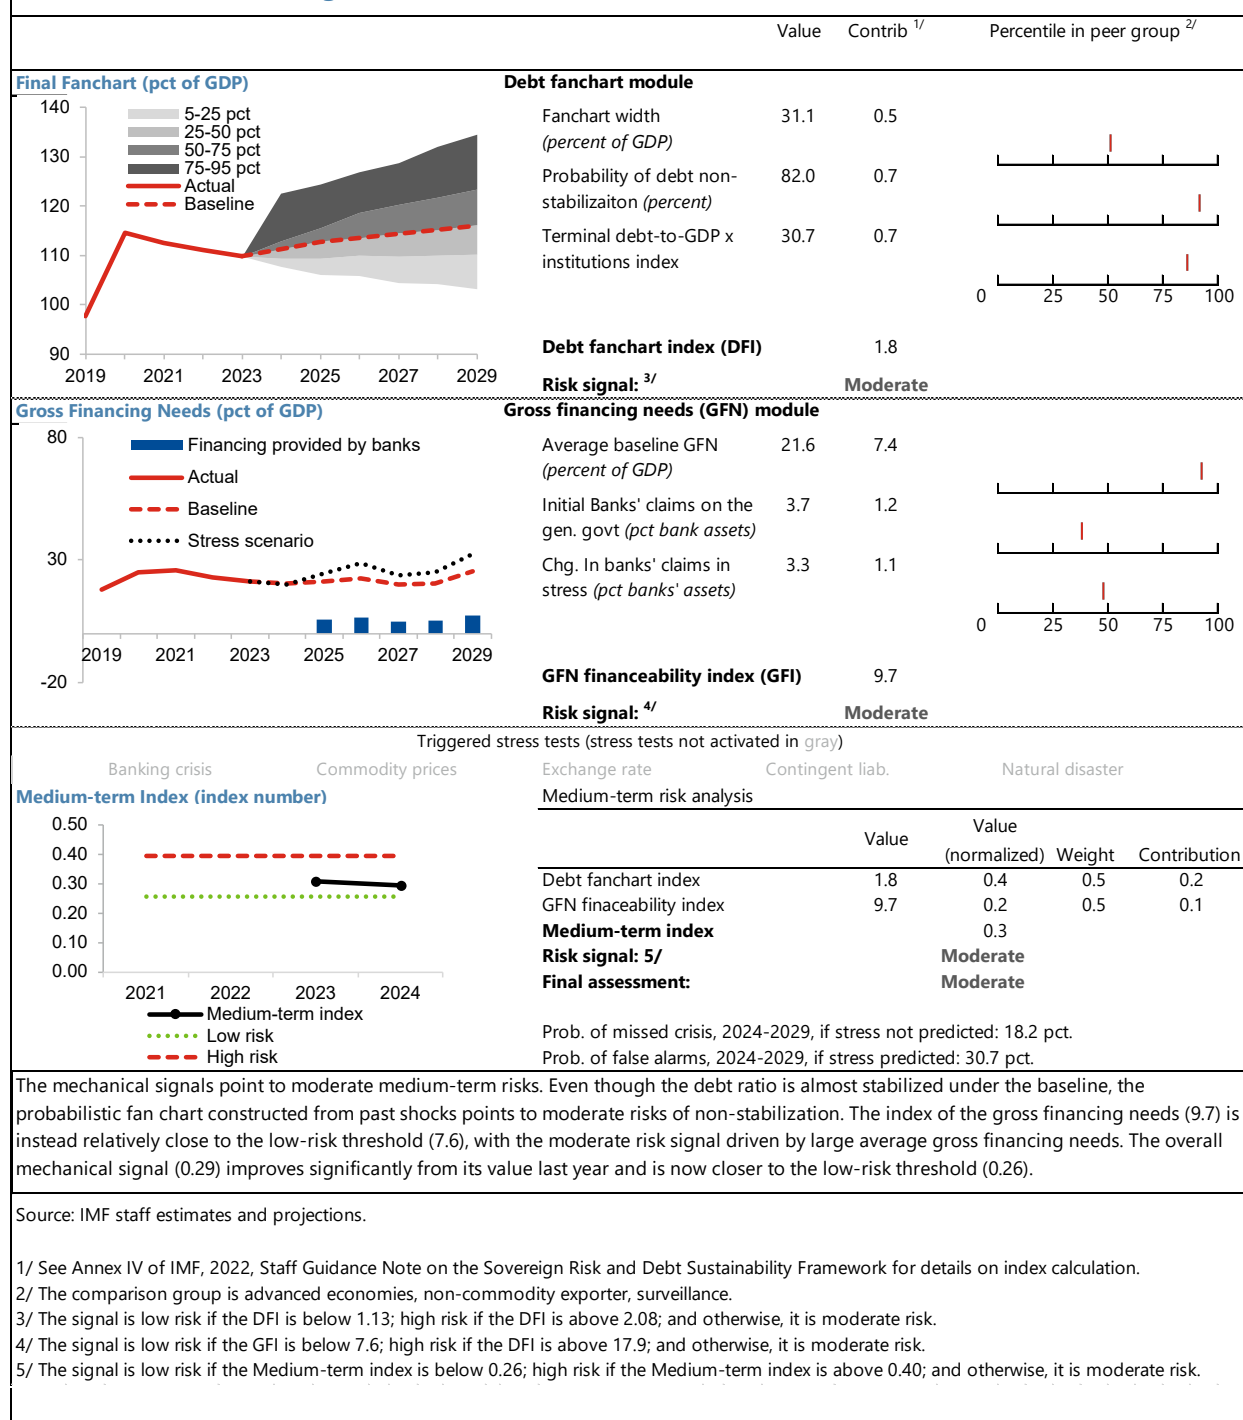 Value Contrib 1/ Percentile in peer group 2/
Final Fanchart (pct of GDP) Debt fanchart module
140
130
120
110
100
90
5-25 pct
25-50 pct
50-75 pct
75-95 pct
Actual
Baseline
2019 2021 2023 2025 2027 2029
Fanchart width 31.1 0.5
(percent of GDP)
Probability of debt non- 82.0 0.7
stabilizaiton (percent)
Terminal debt-to-GDP x 30.7 0.7
institutions index
0 25 50 75 100
Debt fanchart index (DFI) 1.8
Risk signal: 3/ Moderate
Gross Financing Needs (pct of GDP) Gross financing needs (GFN) module
80
30
-20
Financing provided by banks
Actual
Baseline
Stress scenario
2019 2021 2023 2025 2027 2029
Average baseline GFN 21.6 7.4
(percent of GDP)
Initial Banks' claims on the 3.7 1.2
gen. govt (pct bank assets)
Chg. In banks' claims in 3.3 1.1
stress (pct banks' assets)
0 25 50 75 100
GFN financeability index (GFI) 9.7
Risk signal: 4/ Moderate
Triggered stress tests (stress tests not activated in gray)
Banking crisis Commodity prices Exchange rate Contingent liab. Natural disaster
Medium-term Index (index number) Medium-term risk analysis
0.50
0.40
0.30
0.20
0.10
0.00
2021 2022 2023 2024
Medium-term index
Low risk
High risk
Value Value
(normalized) Weight Contribution
Debt fanchart index 1.8 0.4 0.5 0.2
GFN finaceability index 9.7 0.2 0.5 0.1
Medium-term index 0.3
Risk signal: 5/ Moderate
Final assessment: Moderate
Prob. of missed crisis, 2024-2029, if stress not predicted: 18.2 pct.
Prob. of false alarms, 2024-2029, if stress predicted: 30.7 pct.
The mechanical signals point to moderate medium-term risks. Even though the debt ratio is almost stabilized under the baseline, the
probabilistic fan chart constructed from past shocks points to moderate risks of non-stabilization. The index of the gross financing needs (9.7) is
instead relatively close to the low-risk threshold (7.6), with the moderate risk signal driven by large average gross financing needs. The overall
mechanical signal (0.29) improves significantly from its value last year and is now closer to the low-risk threshold (0.26).
Source: IMF staff estimates and projections.
1/ See Annex IV of IMF, 2022, Staff Guidance Note on the Sovereign Risk and Debt Sustainability Framework for details on index calculation.
2/ The comparison group is advanced economies, non-commodity exporter, surveillance.
3/ The signal is low risk if the DFI is below 1.13; high risk if the DFI is above 2.08; and otherwise, it is moderate risk.
4/ The signal is low risk if the GFI is below 7.6; high risk if the DFI is above 17.9; and otherwise, it is moderate risk.
5/ The signal is low risk if the Medium-term index is below 0.26; high risk if the Medium-term index is above 0.40; and otherwise, it is moderate risk.